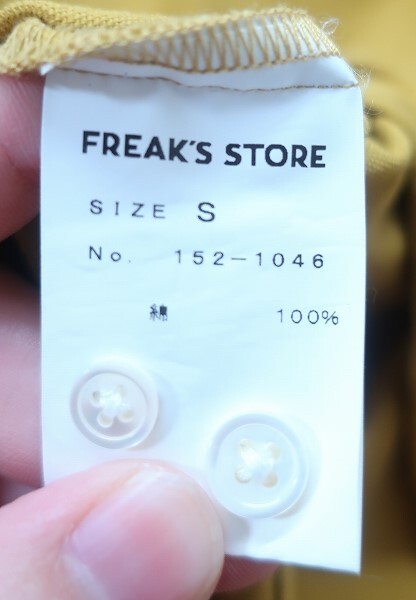 FREAK'S STORE
SIZE S
No. 152-1046
綿 100%